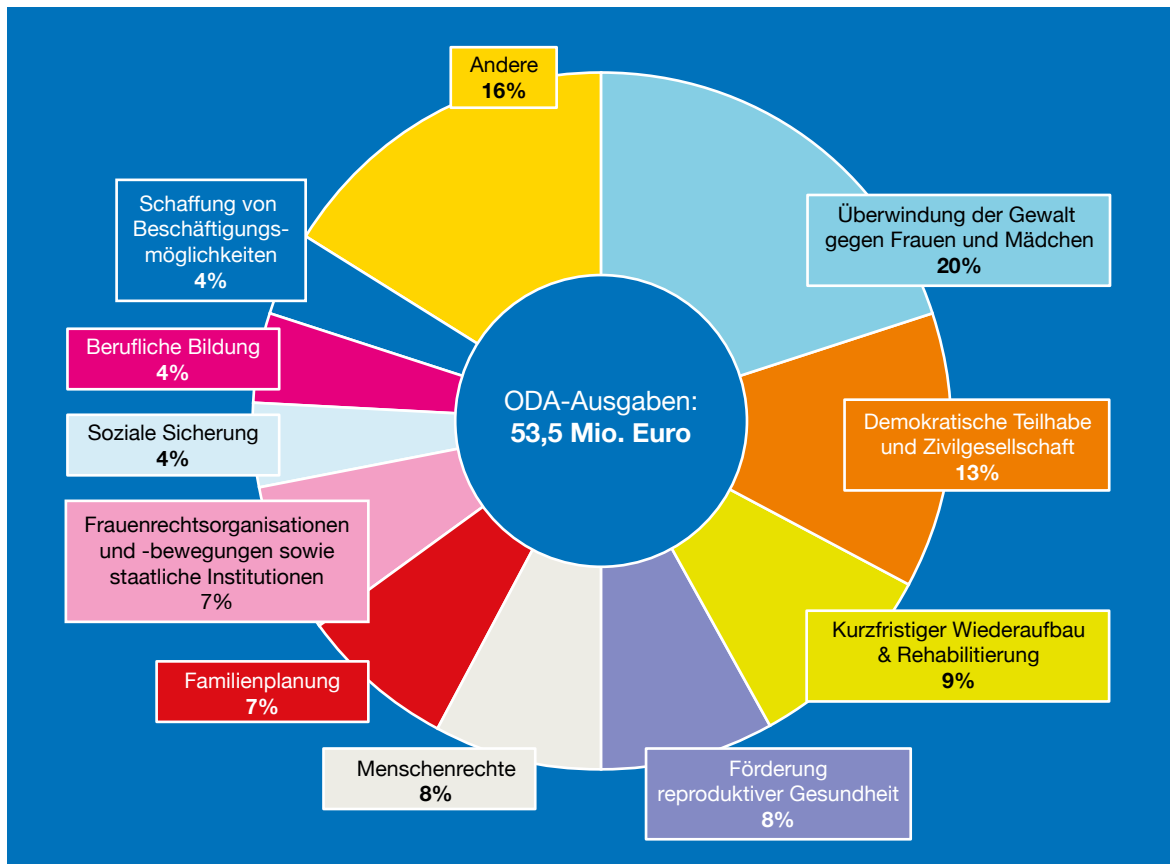 Andere
16%
Überwindung der Gewalt
gegen Frauen und Mädchen
20%
Demokratische Teilhabe
und Zivilgesellschaft
13%
Kurzfristiger Wiederaufbau
& Rehabilitierung
9%
Förderung
reproduktiver Gesundheit
8%
Menschenrechte
8%
Familienplanung
7%
Frauenrechtsorganisationen
und -bewegungen sowie
staatliche Institutionen
7%
Soziale Sicherung
4%
Berufliche Bildung
4%
Schaffung von
Beschäftigungs-
möglichkeiten
4%
ODA-Ausgaben:
53,5 Mio. Euro